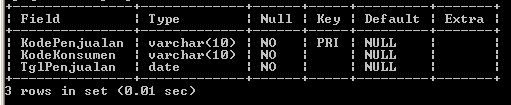 | Field | Type | Null | Key | Default | Extra |
| KodePenjualan | varchar(10) | NO | PRI | NULL | |
| KodeKonsumen | varchar(10) | NO | | NULL | |
| TglPenjualan | date | NO | | NULL | |
3 rows in set (0.01 sec)